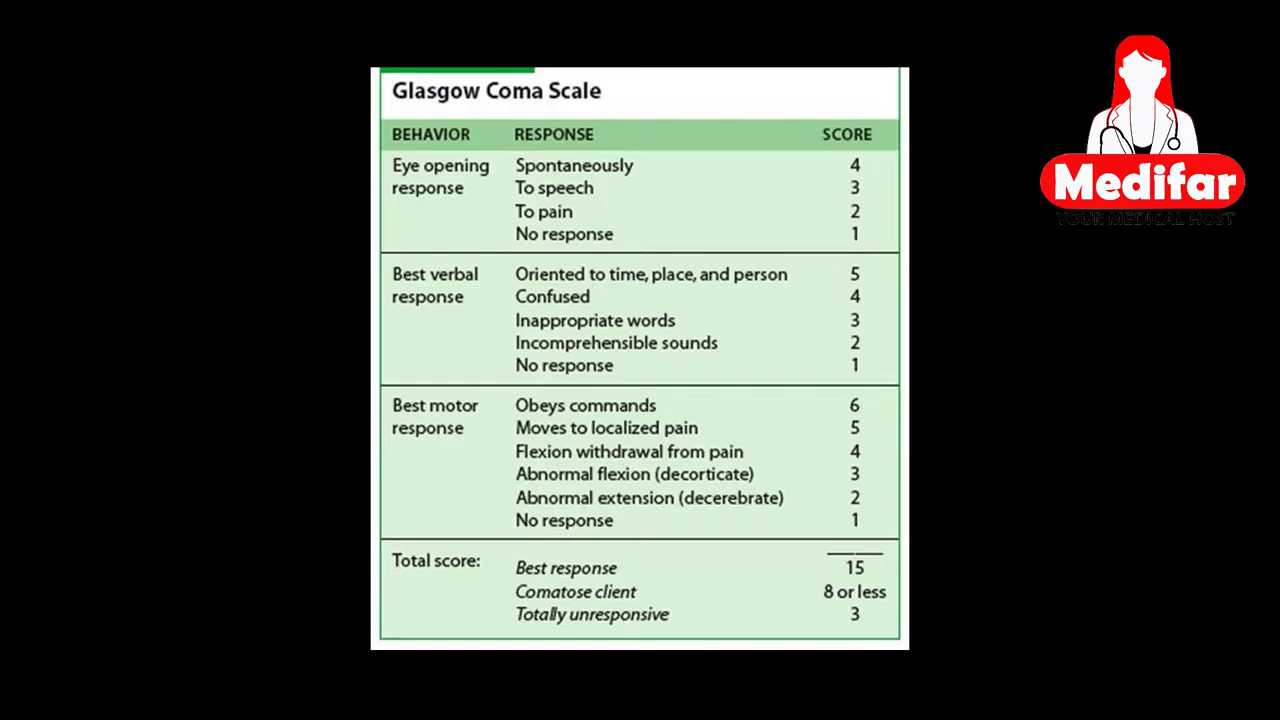 Glasgow Coma Scale
BEHAVIOR RESPONSE SCORE
Eye opening Spontaneously 4
response To speech 3
To pain 2
No response 1
Best verbal Oriented to time, place, and person 5
response Confused 4
Inappropriate words 3
Incomprehensible sounds 2
No response 1
Best motor Obeys commands 6
response Moves to localized pain 5
Flexion withdrawal from pain 4
Abnormal flexion (decorticate) 3
Abnormal extension (decerebrate) 2
No response 1
Total score:
Best response 15
Comatose client 8 or less
Totally unresponsive 3
Medifar
YOUR MEDICAL HOST